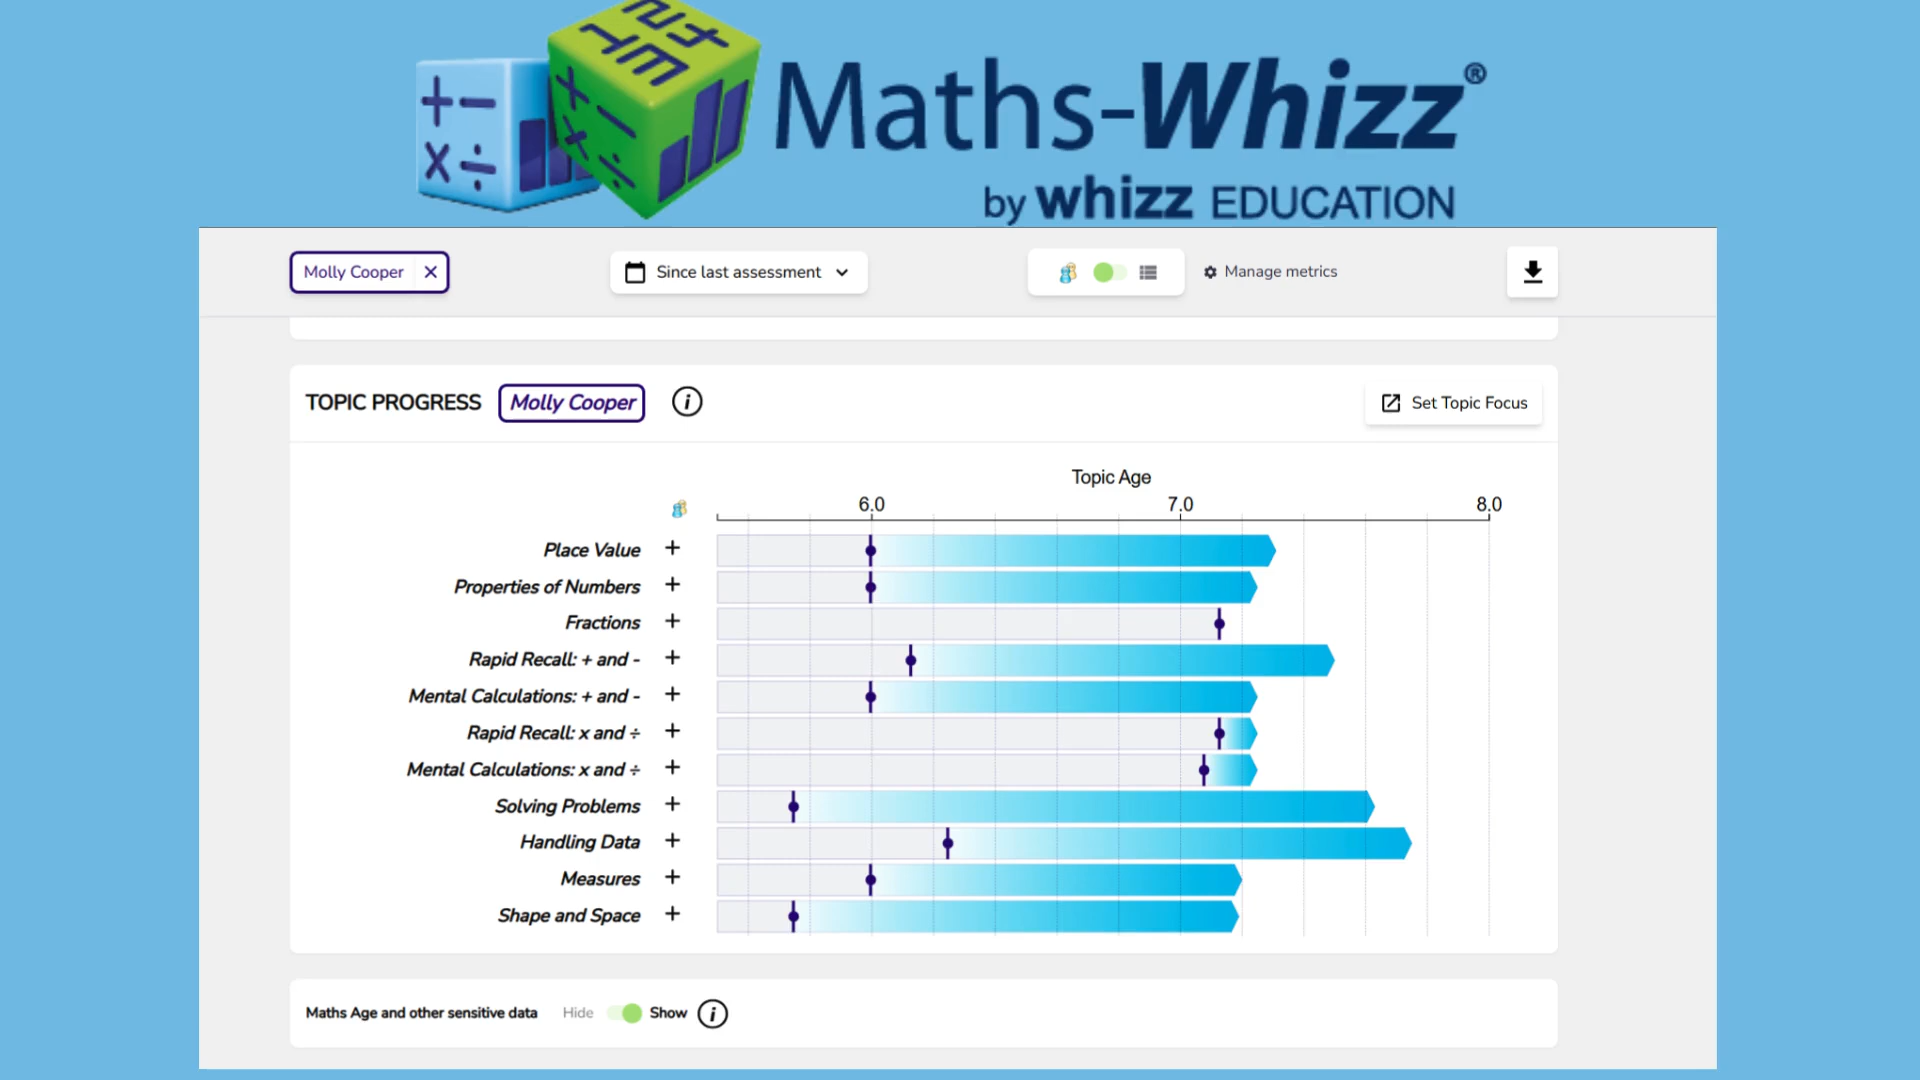 Maths-Whizz®
by whizz EDUCATION
Molly Cooper
Since last assessment
Manage metrics
TOPIC PROGRESS Molly Cooper
Set Topic Focus
Topic Age
6.0 7.0 8.0
Place Value +
Properties of Numbers +
Fractions +
Rapid Recall: + and - +
Mental Calculations: + and - +
Rapid Recall: x and ÷ +
Mental Calculations: x and ÷ +
Solving Problems +
Handling Data +
Measures +
Shape and Space +
Maths Age and other sensitive data Hide Show